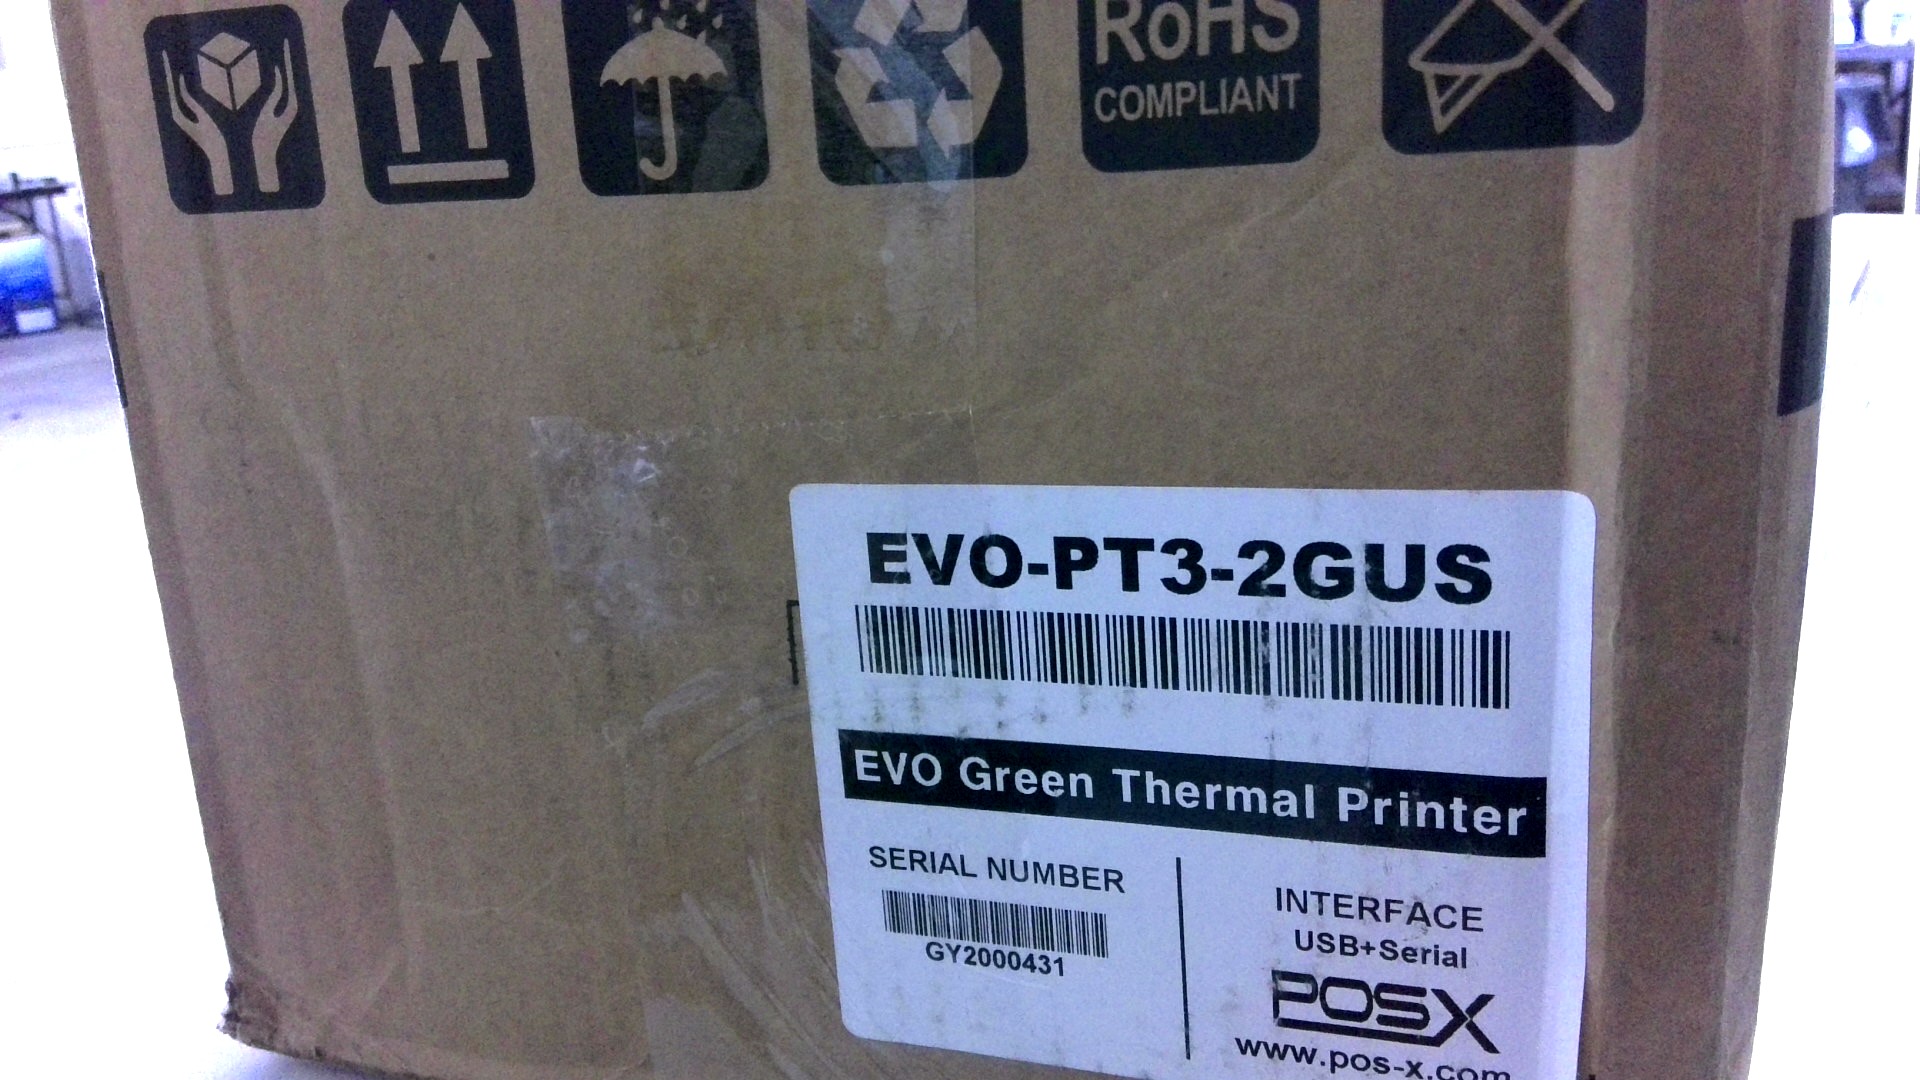 RoHS
COMPLIANT
EVO-PT3-2GUS
EVO Green Thermal Printer
SERIAL NUMBER
GY2000431
INTERFACE
USB+Serial
POSX
www.pos-x.com